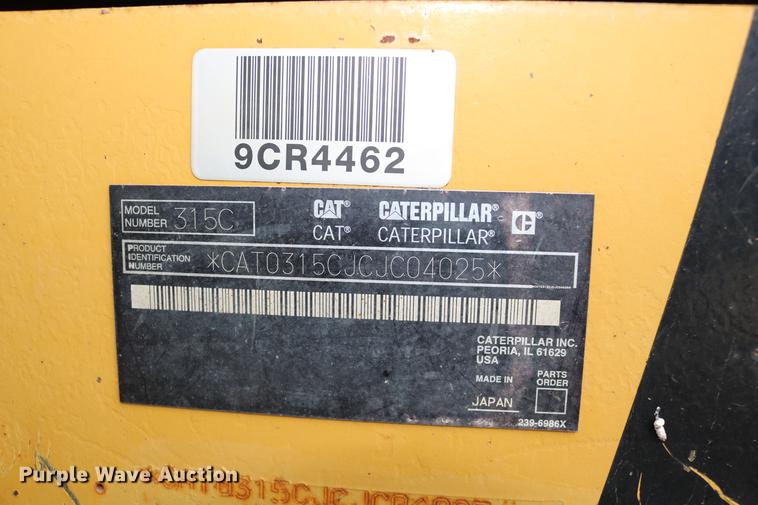 9CR4462
MODEL NUMBER 315C
CAT® CATERPILLAR® C®
CAT® CATERPILLAR®
PRODUCT IDENTIFICATION NUMBER *CAT0315CJCJC04025*
CATERPILLAR INC.
PEORIA, IL 61629
USA
MADE IN
PARTS ORDER
JAPAN
239-6986X
Purple Wave Auction